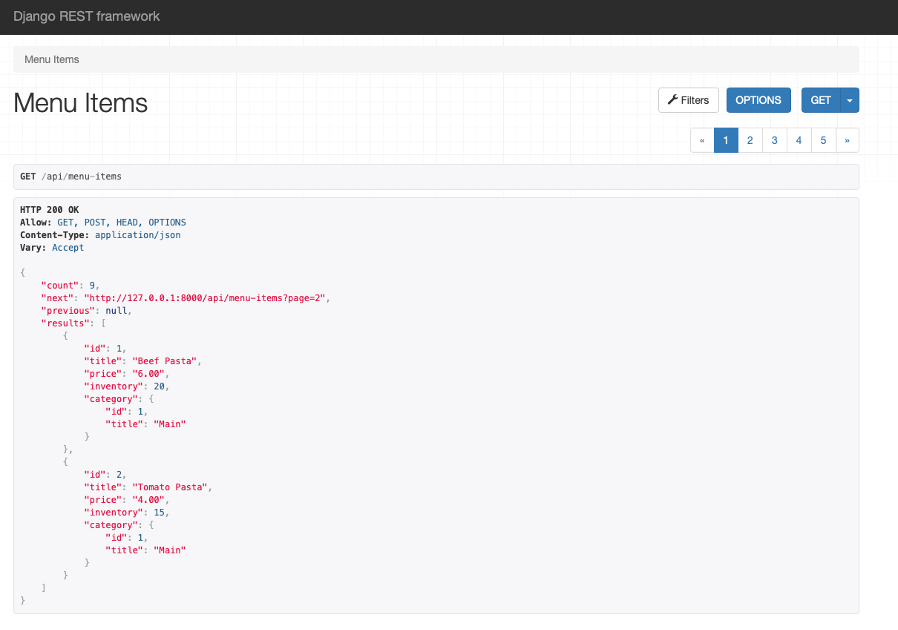 Django REST framework
Menu Items
Menu Items
Filters
OPTIONS
GET
« 1 2 3 4 5 »
GET /api/menu-items
HTTP 200 OK
Allow: GET, POST, HEAD, OPTIONS
Content-Type: application/json
Vary: Accept
{
    "count": 9,
    "next": "http://127.0.0.1:8000/api/menu-items?page=2",
    "previous": null,
    "results": [
        {
            "id": 1,
            "title": "Beef Pasta",
            "price": "6.00",
            "inventory": 20,
            "category": {
                "id": 1,
                "title": "Main"
            }
        },
        {
            "id": 2,
            "title": "Tomato Pasta",
            "price": "4.00",
            "inventory": 15,
            "category": {
                "id": 1,
                "title": "Main"
            }
        }
    ]
}